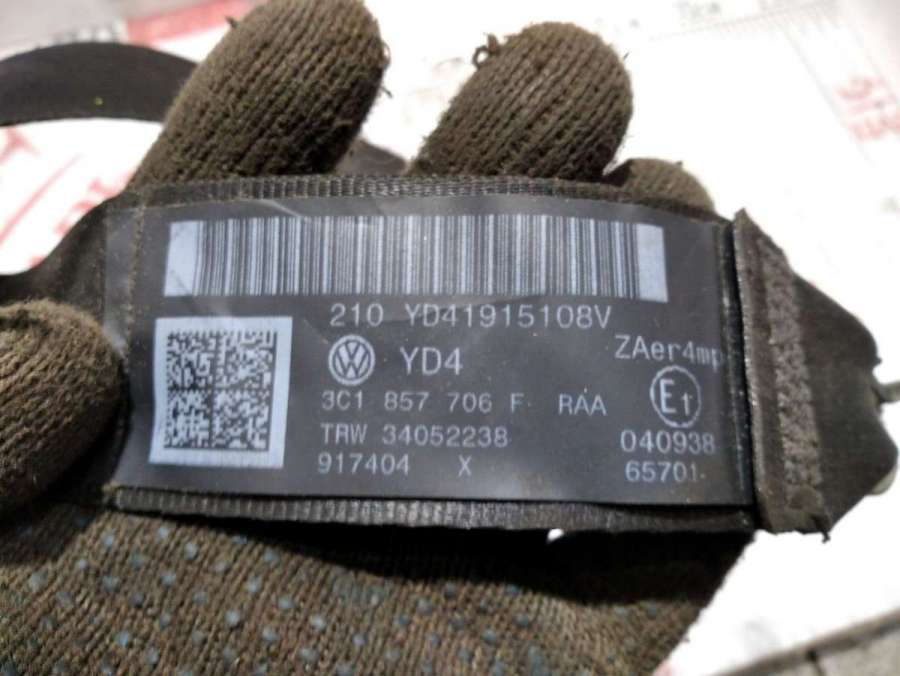 210 YD41915108V
YD4
ZAer4mp
3C1 857 706 F RAA
E1
TRW 34052238
040938
917404 X
65701